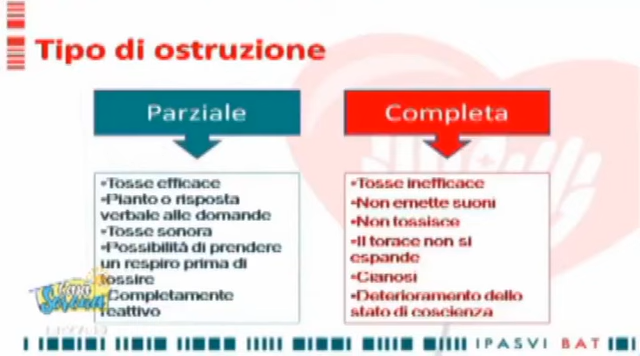 Tipo di ostruzione
Parziale
•Tosse efficace
•Pianto o risposta
verbale alle domande
•Tosse sonora
•Possibilità di prendere
un respiro prima di
tossire
•Completamente
reattivo
Completa
•Tosse inefficace
•Non emette suoni
•Non tossisce
•Il torace non si
espande
•Cianosi
•Deterioramento dello
stato di coscienza
IPASVI BAT